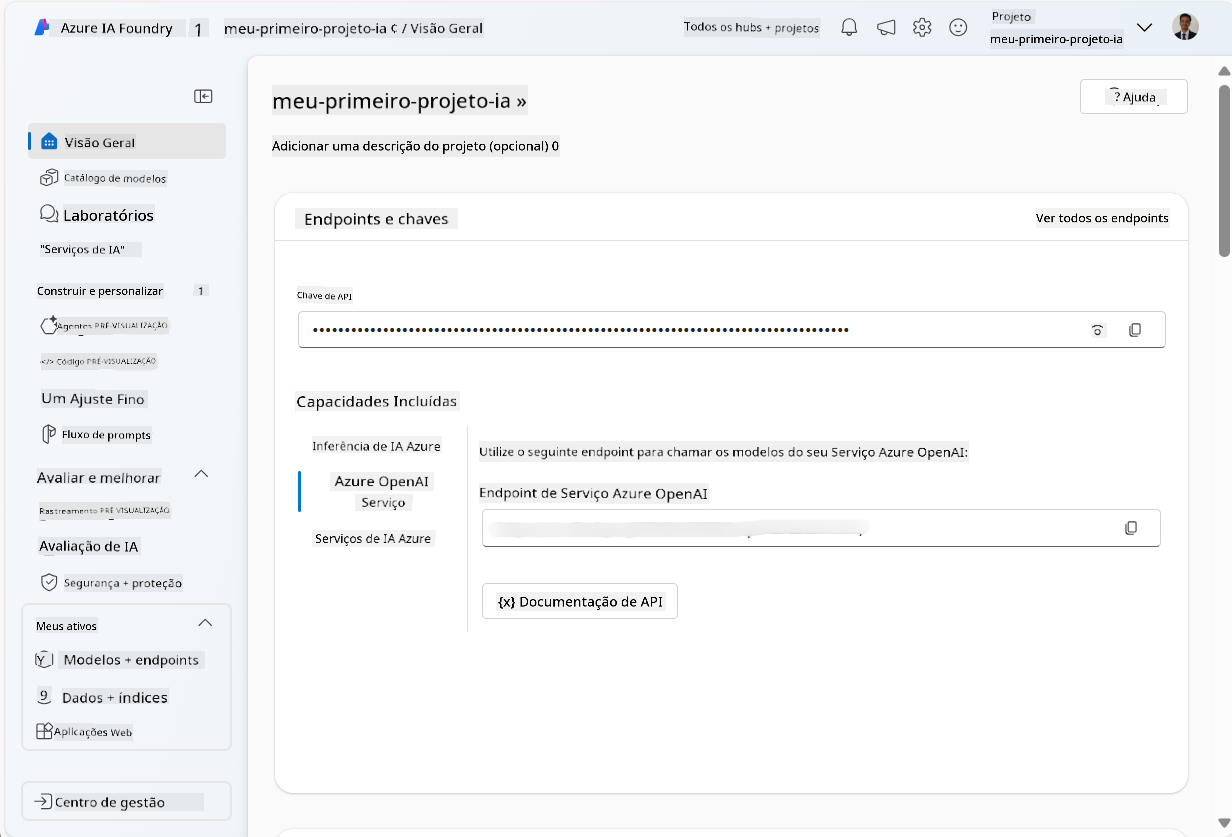 Azure IA Foundry
1
meu-primeiro-projeto-ia ¢ / Visão Geral
Todos os hubs + projetos
Projeto
meu-primeiro-projeto-ia
Visão Geral
Catálogo de modelos
Laboratórios
"Serviços de IA"
Construir e personalizar
1
Agentes PRÉ-VISUALIZAÇÃO
</> Código PRÉ-VISUALIZAÇÃO
Um Ajuste Fino
Fluxo de prompts
Avaliar e melhorar
Rastreamento PRÉ-VISUALIZAÇÃO
Avaliação de IA
Segurança + proteção
Meus ativos
Modelos + endpoints
9 Dados + índices
Aplicações Web
Centro de gestão
meu-primeiro-projeto-ia »
? Ajuda
Adicionar uma descrição do projeto (opcional) 0
Endpoints e chaves
Ver todos os endpoints
Chave de API
Capacidades Incluídas
Inferência de IA Azure
Azure OpenAI
Serviço
Serviços de IA Azure
Utilize o seguinte endpoint para chamar os modelos do seu Serviço Azure OpenAI:
Endpoint de Serviço Azure OpenAI
{x} Documentação de API